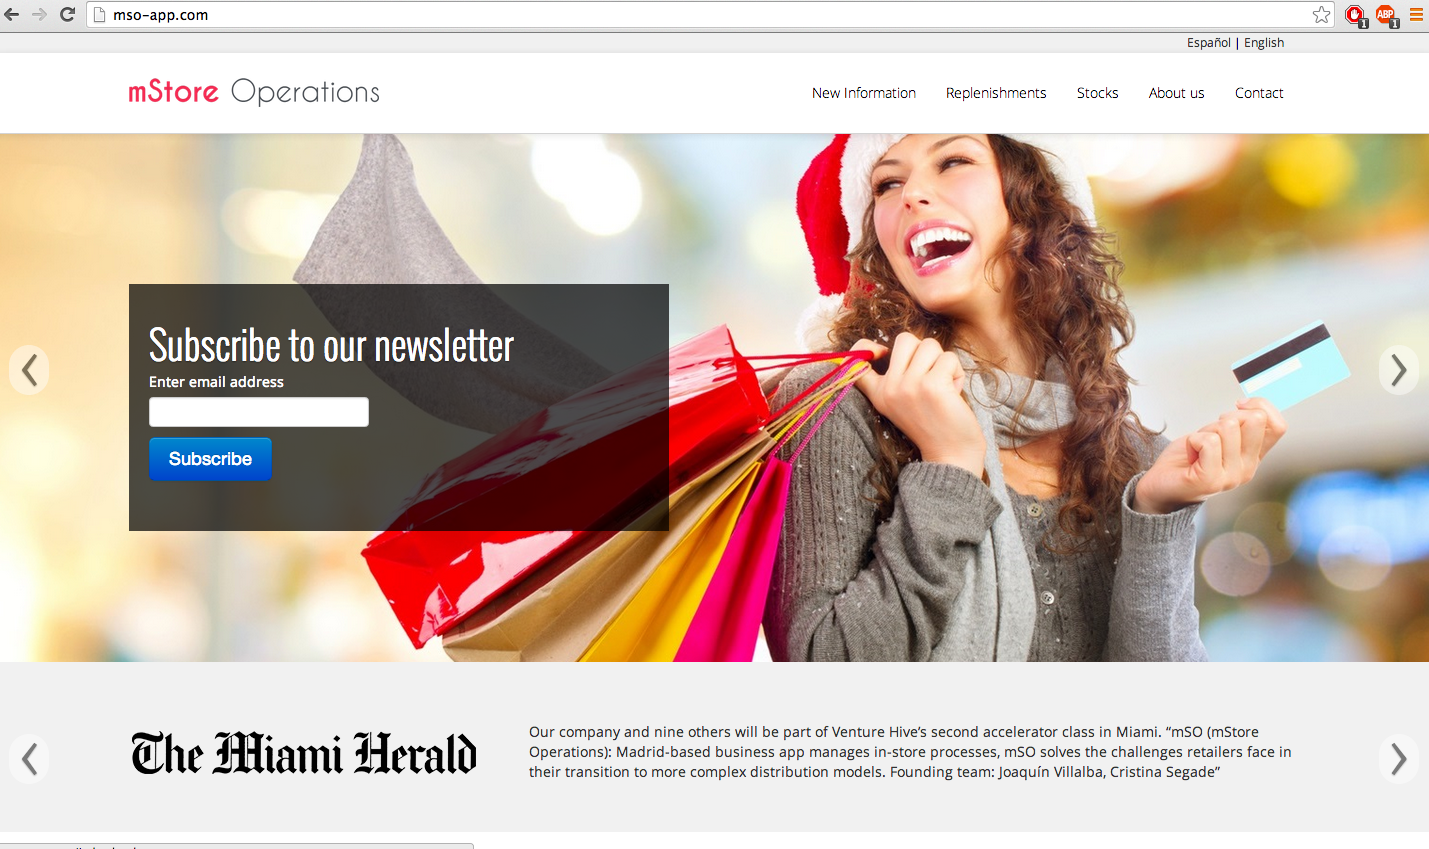 mso-app.com
1
ABP
1
Español | English
mStore Operations
New Information
Replenishments
Stocks
About us
Contact
Subscribe to our newsletter
Enter email address
Subscribe
The Miami Herald
Our company and nine others will be part of Venture Hive’s second accelerator class in Miami. “mSO (mStore
Operations): Madrid-based business app manages in-store processes, mSO solves the challenges retailers face in
their transition to more complex distribution models. Founding team: Joaquín Villalba, Cristina Segade”